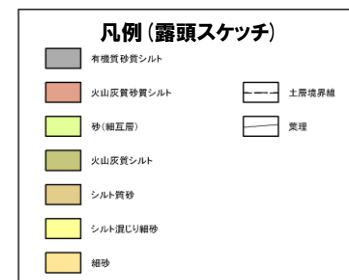 凡例(露頭スケッチ)
有機質砂質シルト
火山灰質砂質シルト
土層境界線
砂(細互層)
葉理
火山灰質シルト
シルト質砂
シルト混じり細砂
細砂